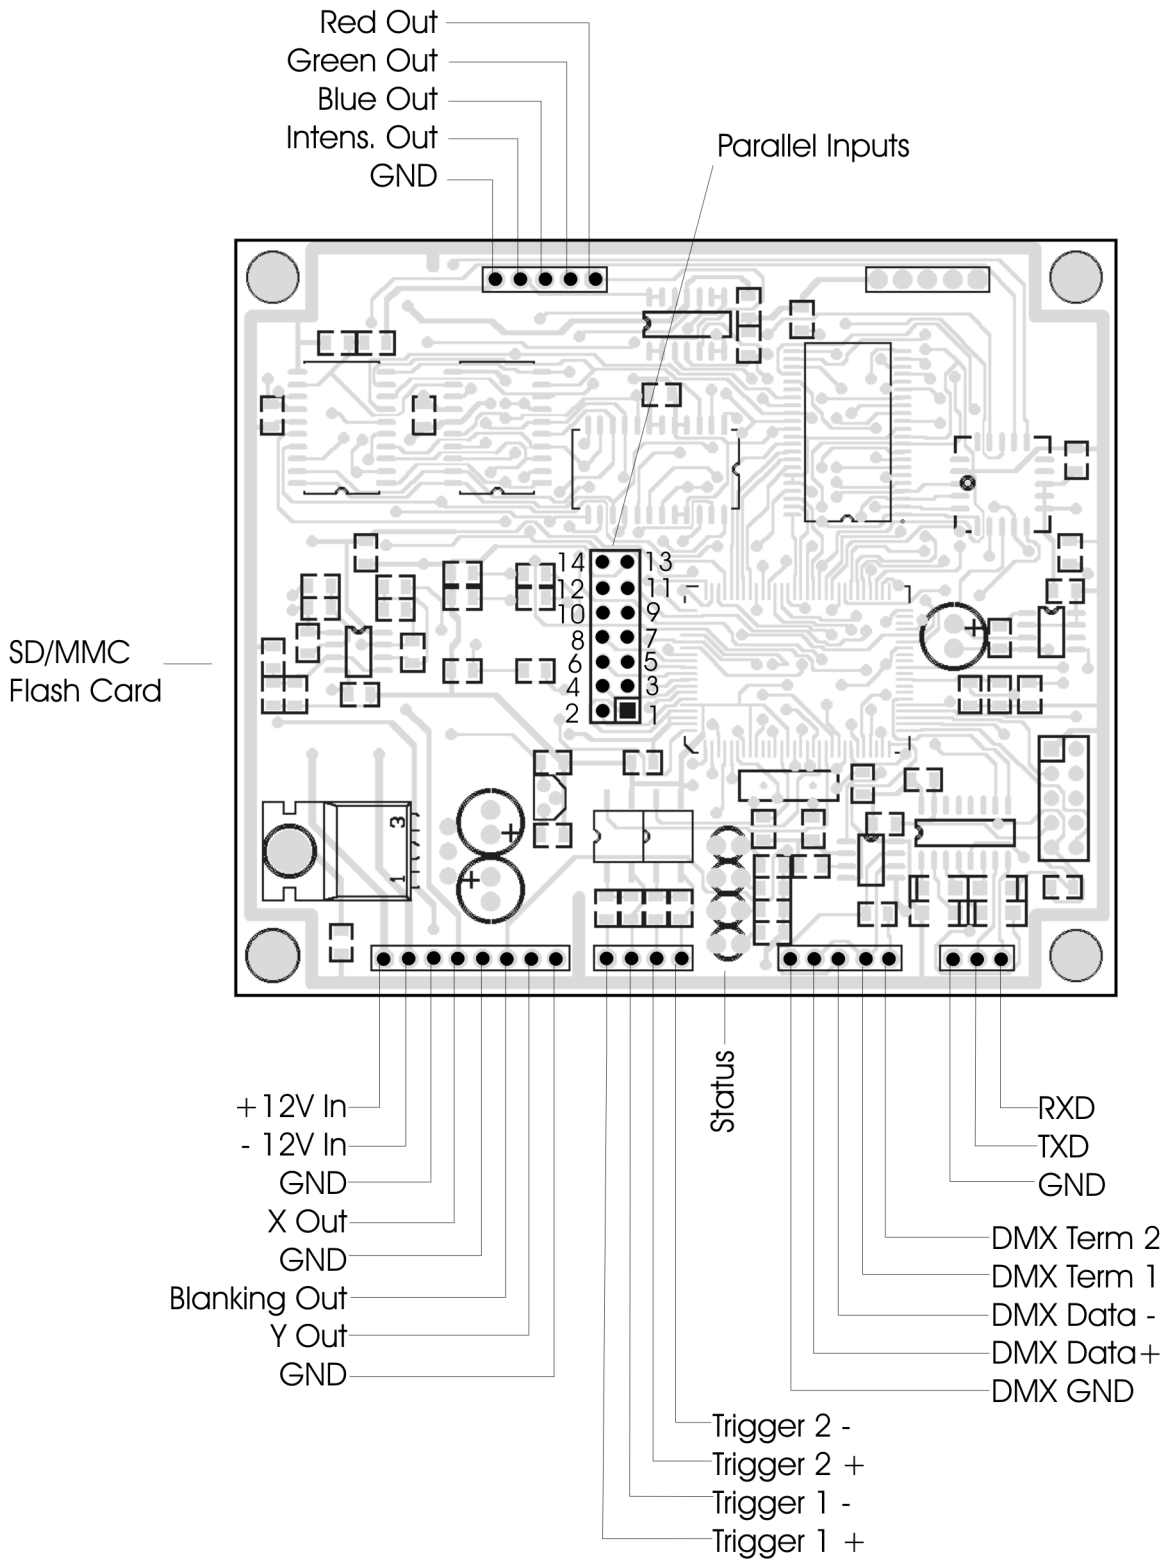 Red Out
Green Out
Blue Out
Intens. Out
GND
Parallel Inputs
14 13
12 11
10 9
8 7
6 5
4 3
2 1
SD/MMC
Flash Card
+
3
1
+
+
+12V In
- 12V In
GND
X Out
GND
Blanking Out
Y Out
GND
Status
RXD
TXD
GND
DMX Term 2
DMX Term 1
DMX Data -
DMX Data+
DMX GND
Trigger 2 -
Trigger 2 +
Trigger 1 -
Trigger 1 +